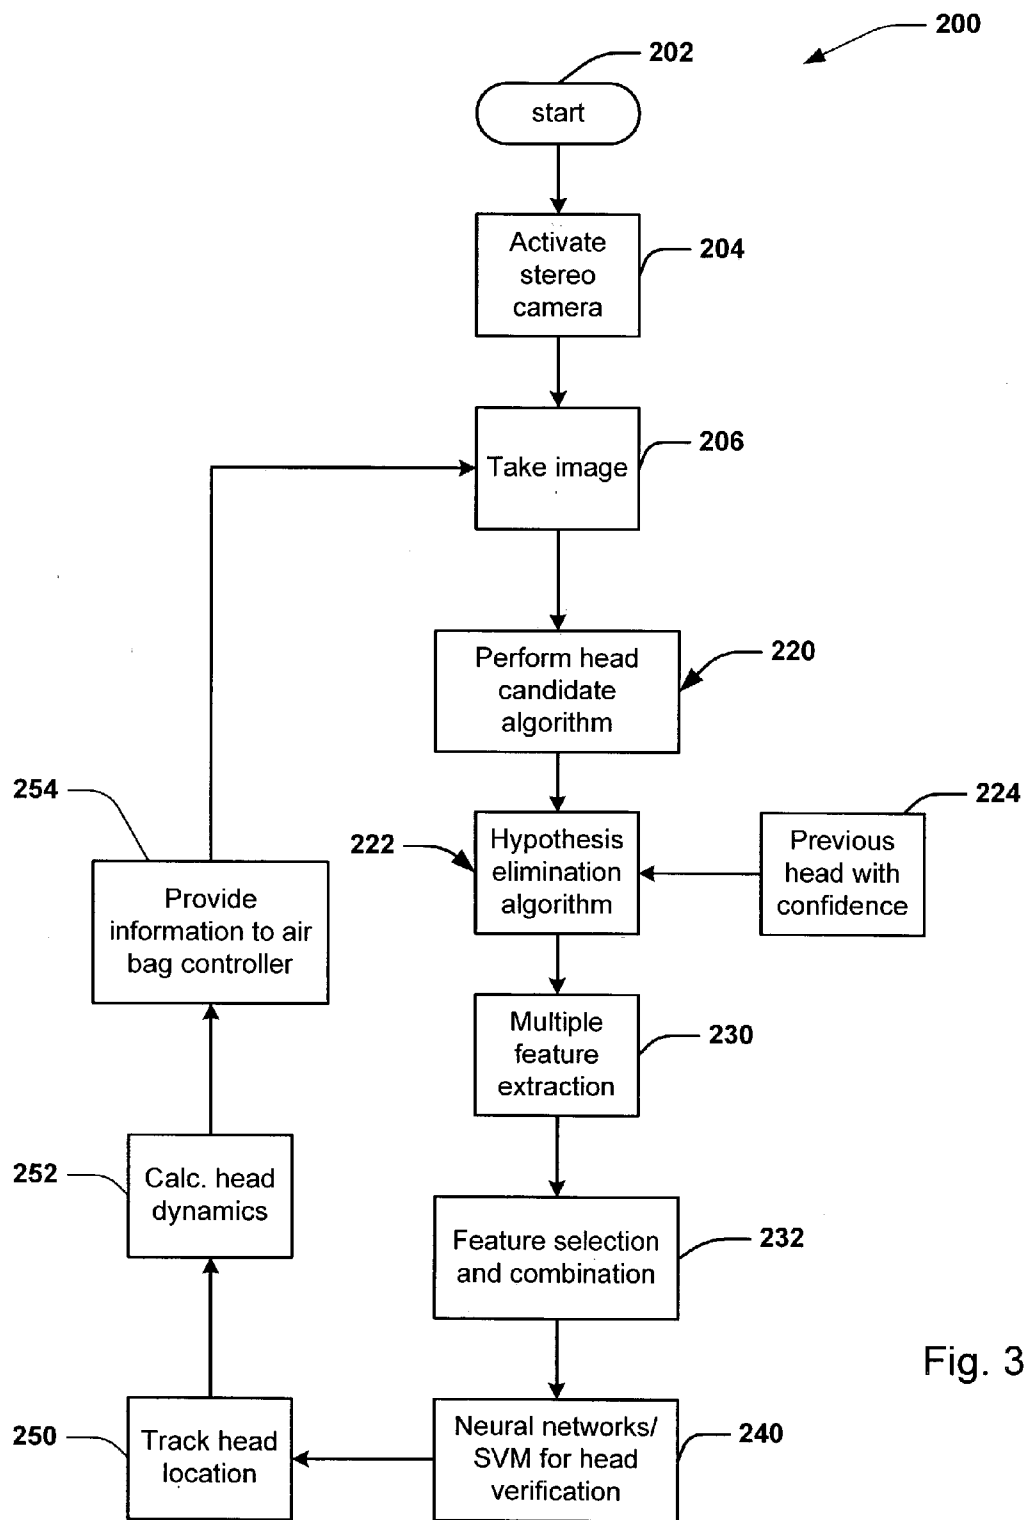 200
202
start
Activate
stereo
camera
204
Take image
206
Perform head
candidate
algorithm
220
254
Provide
information to air
bag controller
222
Hypothesis
elimination
algorithm
224
Previous
head with
confidence
Multiple
feature
extraction
230
252
Calc. head
dynamics
Feature selection
and combination
232
Fig. 3
250
Track head
location
Neural networks/
SVM for head
verification
240